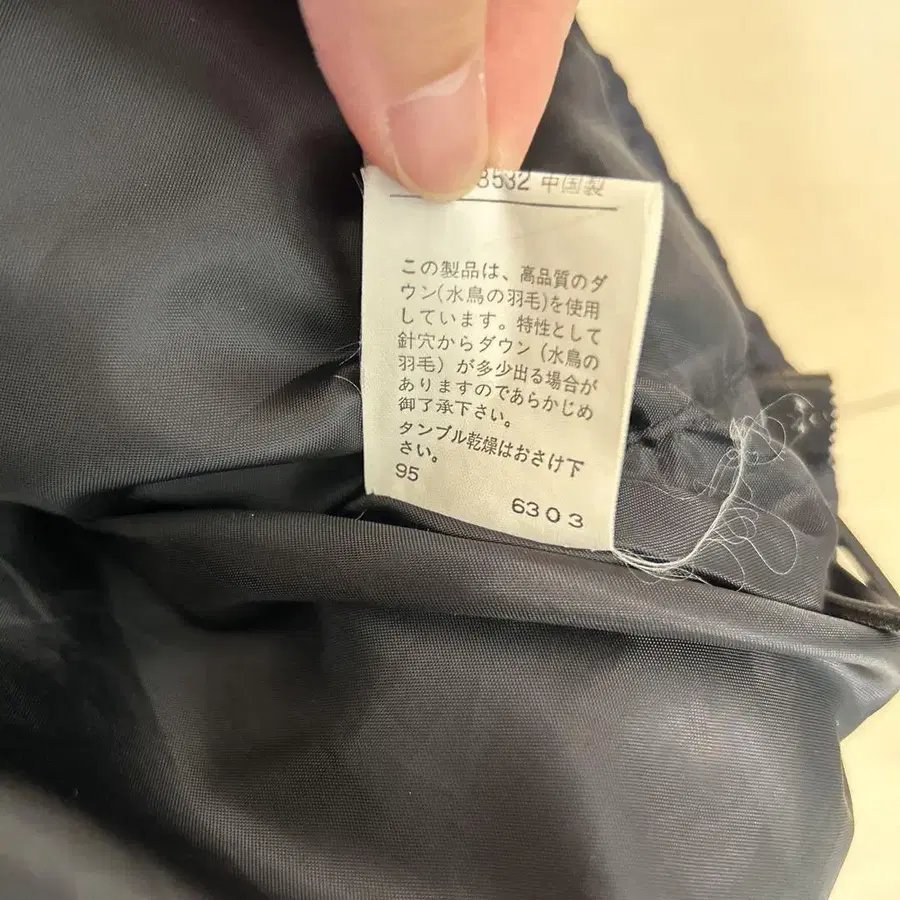 3532 中国製
この製品は、高品質のダ
ウン(水鳥の羽毛)を使用
しています。特性として
針穴からダウン(水鳥の
羽毛)が多少出る場合が
ありますのであらかじめ
御了承下さい。
タンブル乾燥はおさけ下
さい。
95
6303